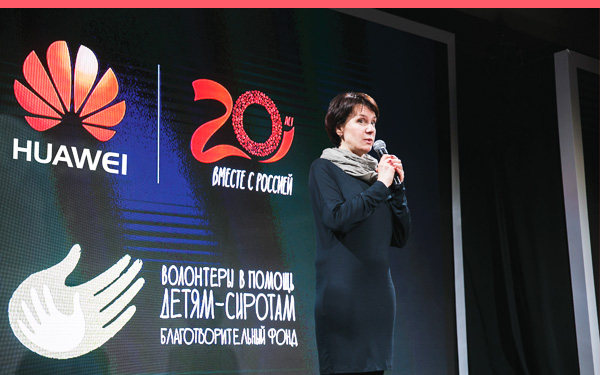 HUAWEI
20 лет
ВМЕСТЕ С РОССИЕЙ
ВОЛОНТЕРЫ В ПОМОЩЬ
ДЕТЯМ-СИРОТАМ
БЛАГОТВОРИТЕЛЬНЫЙ ФОНД